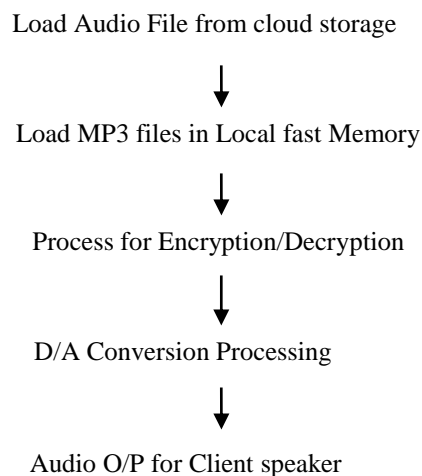 Load Audio File from cloud storage
Load MP3 files in Local fast Memory
Process for Encryption/Decryption
D/A Conversion Processing
Audio O/P for Client speaker